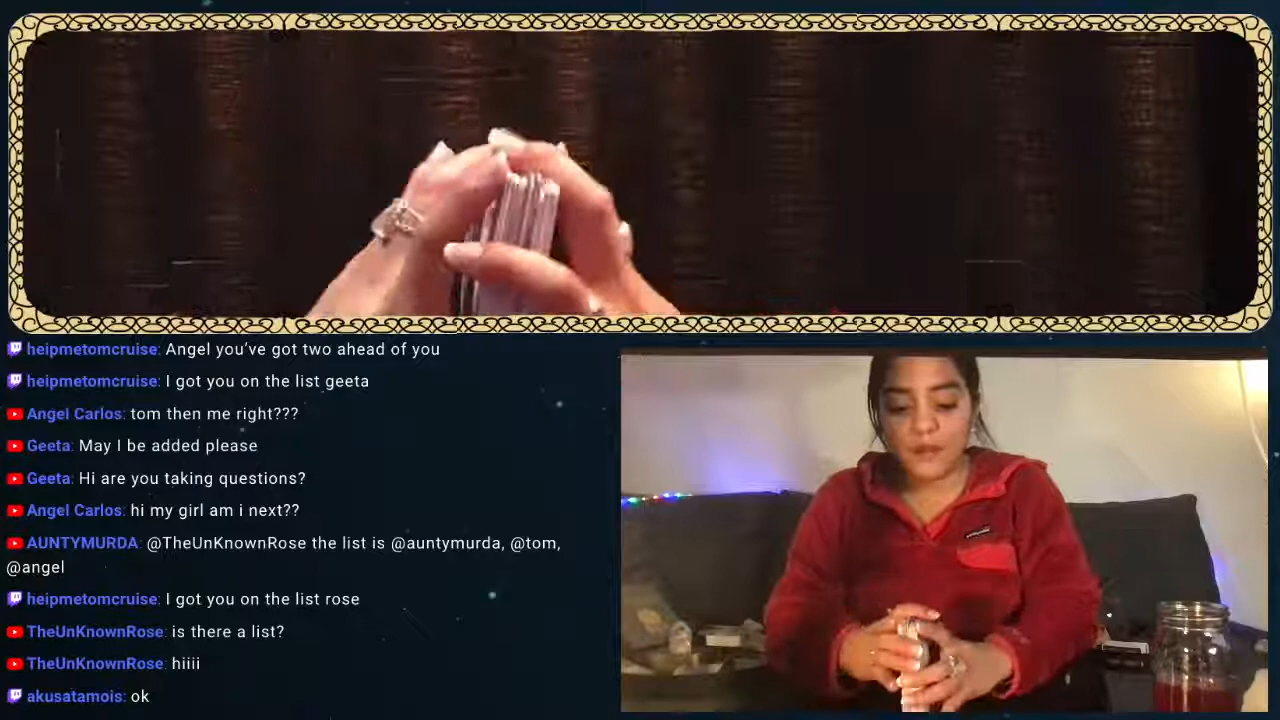 heipmetomcruise: Angel you've got two ahead of you
heipmetomcruise: I got you on the list geeta
Angel Carlos: tom then me right???
Geeta: May I be added please
Geeta: Hi are you taking questions?
Angel Carlos: hi my girl am i next??
AUNTYMURDA: @TheUnKnownRose the list is @auntymurda, @tom,
@angel
heipmetomcruise: I got you on the list rose
TheUnKnownRose: is there a list?
TheUnKnownRose: hiiii
akusatamois: ok